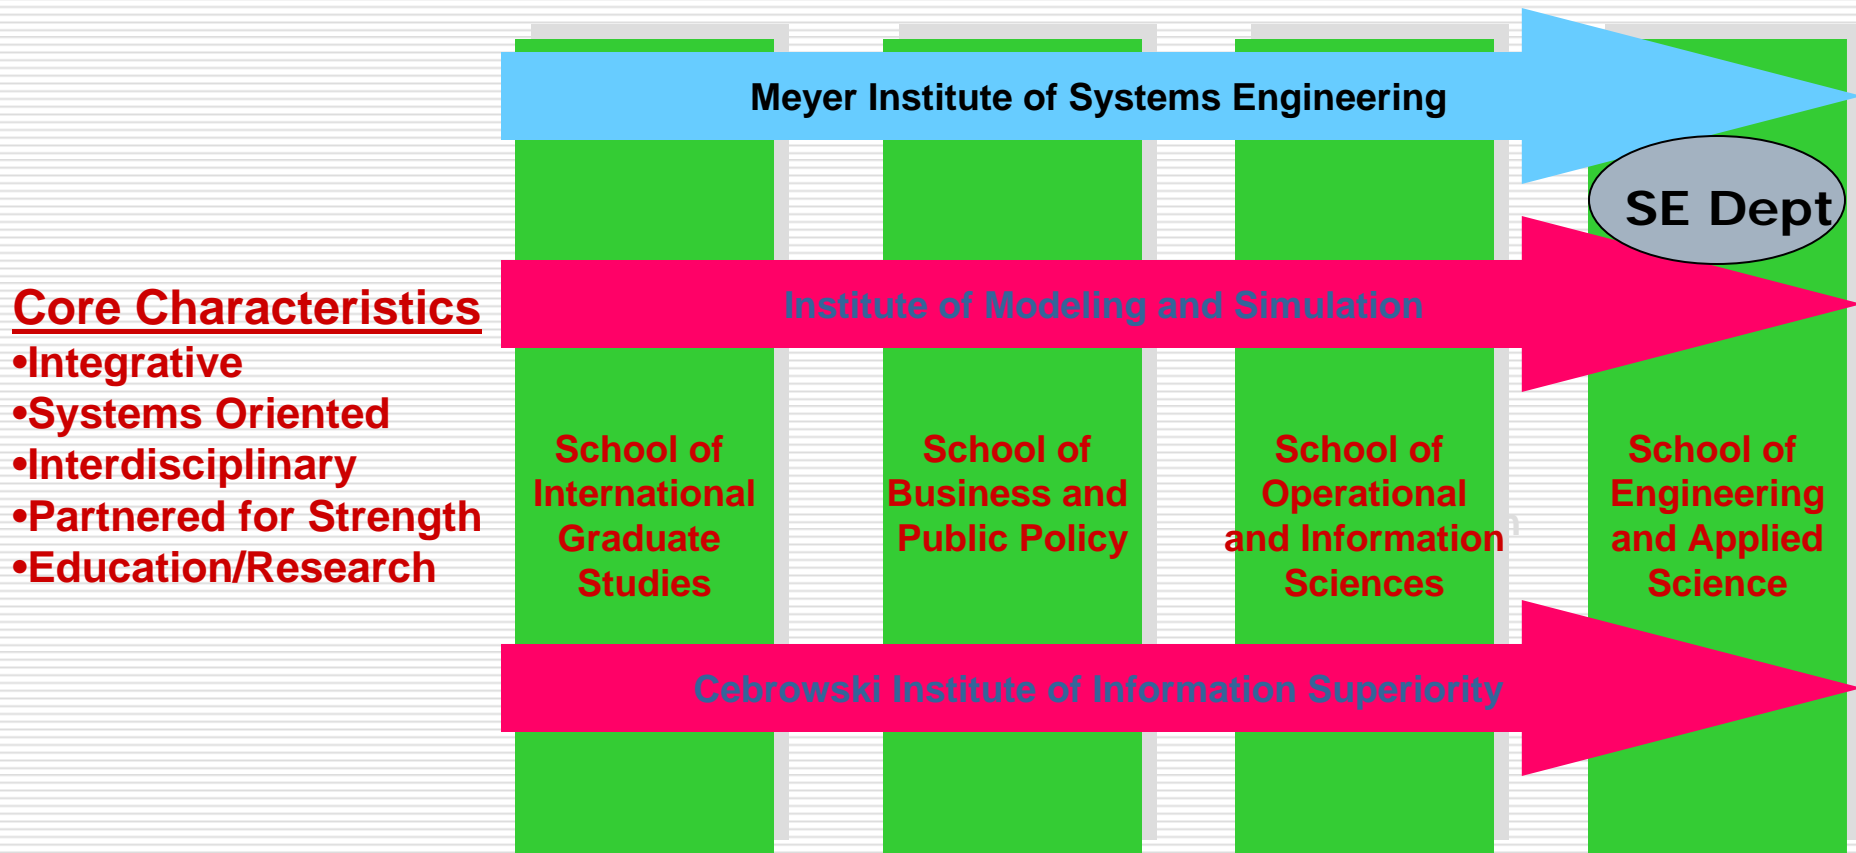 Meyer Institute of Systems Engineering
SE Dept
Institute of Modeling and Simulation
Core Characteristics
•Integrative
•Systems Oriented
•Interdisciplinary
•Partnered for Strength
•Education/Research
School of
International
Graduate
Studies
School of
Business and
Public Policy
School of
Operational
and Information
Sciences
School of
Engineering
and Applied
Science
Cebrowski Institute of Information Superiority